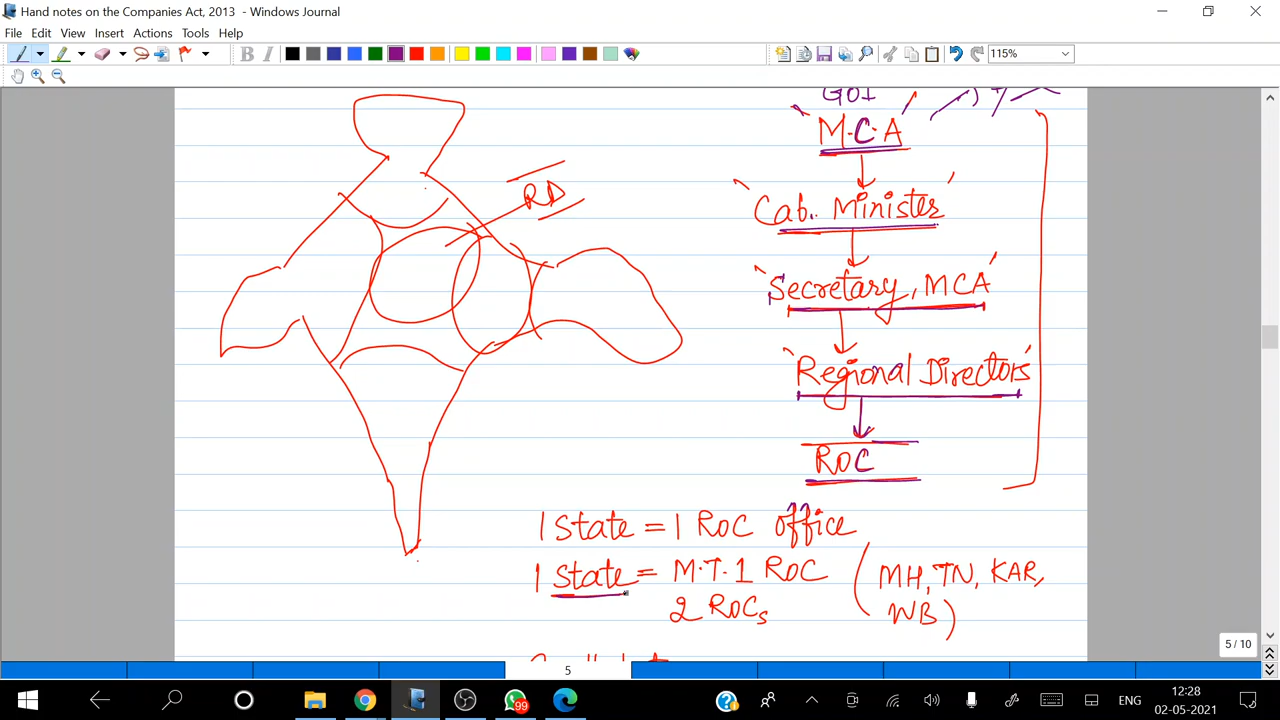 Hand notes on the Companies Act, 2013 - Windows Journal
File Edit View Insert Actions Tools Help
B I 115%
GOI
"M.C.A"
"Cab. Minister"
"Secretary, MCA"
"Regional Directors"
ROC
RD
1 State = 1 ROC office
1 State = M.T. 1 ROC (MH, TN, KAR,
2 ROCs WB)
5 / 10
5
99
ENG
12:28
02-05-2021